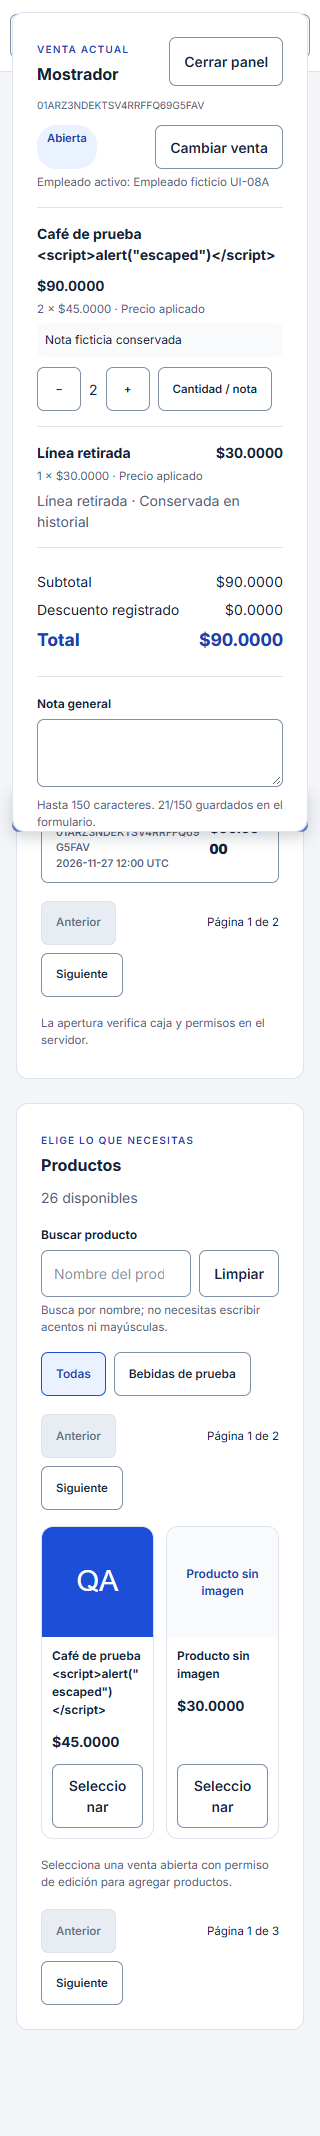 VENTA ACTUAL
Mostrador
Cerrar panel
01ARZ3NDEKTSV4RRFFQ69G5FAV
Abierta
Cambiar venta
Empleado activo: Empleado ficticio UI-08A
Café de prueba
<script>alert("escaped")</script>
$90.0000
2 × $45.0000 · Precio aplicado
Nota ficticia conservada
−
2
+
Cantidad / nota
Línea retirada
$30.0000
1 × $30.0000 · Precio aplicado
Línea retirada · Conservada en
historial
Subtotal
$90.0000
Descuento registrado
$0.0000
Total
$90.0000
Nota general
Hasta 150 caracteres. 21/150 guardados en el
formulario.
G5FAV
00
2026-11-27 12:00 UTC
Anterior
Página 1 de 2
Siguiente
La apertura verifica caja y permisos en el
servidor.
ELIGE LO QUE NECESITAS
Productos
26 disponibles
Buscar producto
Nombre del prod
Limpiar
Busca por nombre; no necesitas escribir
acentos ni mayúsculas.
Todas
Bebidas de prueba
Anterior
Página 1 de 2
Siguiente
QA
Café de prueba
<script>alert("
escaped")
</script>
$45.0000
Seleccio
nar
Producto sin
imagen
Producto sin
imagen
$30.0000
Seleccio
nar
Selecciona una venta abierta con permiso
de edición para agregar productos.
Anterior
Página 1 de 3
Siguiente